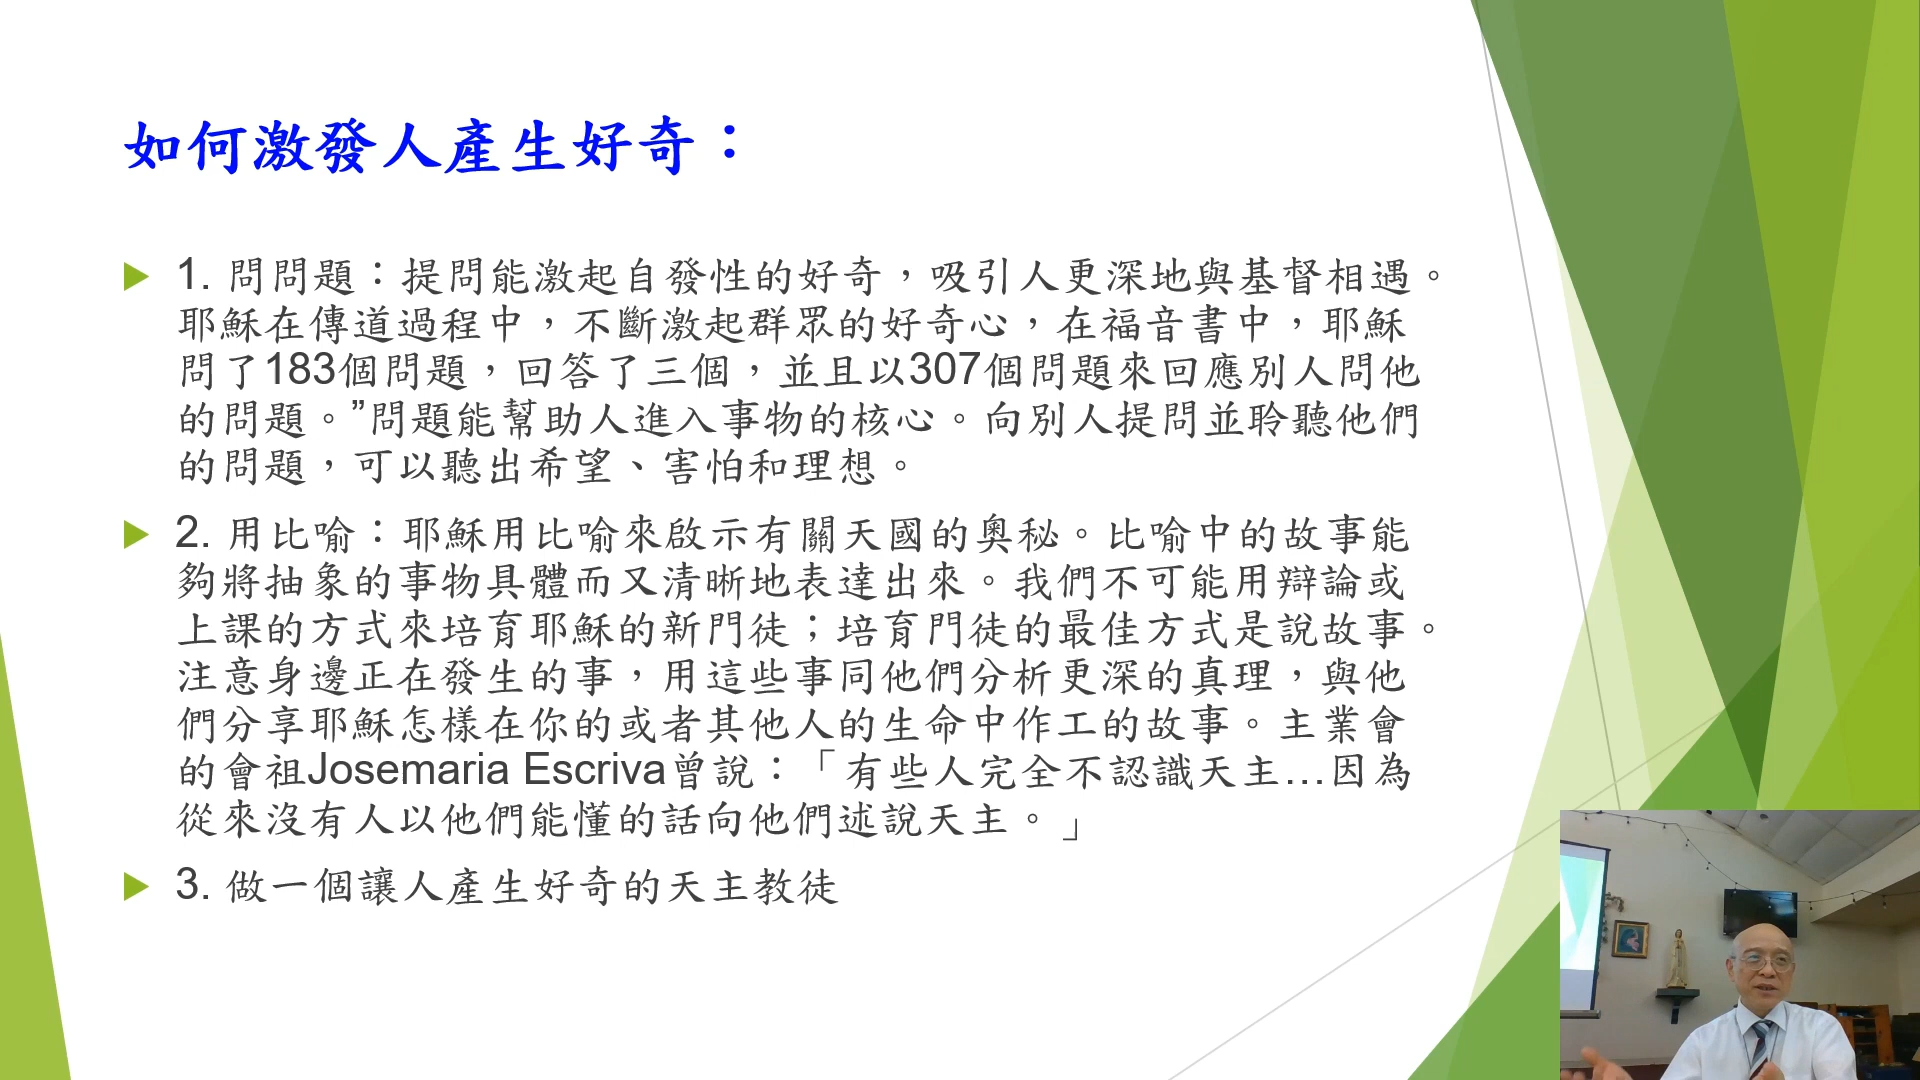 如何激發人產生好奇：
1. 問問題：提問能激起自發性的好奇，吸引人更深地與基督相遇。
耶穌在傳道過程中，不斷激起群眾的好奇心，在福音書中，耶穌
問了183個問題，回答了三個，並且以307個問題來回應別人問他
的問題。”問題能幫助人進入事物的核心。向別人提問並聆聽他們
的問題，可以聽出希望、害怕和理想。
2. 用比喻：耶穌用比喻來啟示有關天國的奧秘。比喻中的故事能
夠將抽象的事物具體而又清晰地表達出來。我們不可能用辯論或
上課的方式來培育耶穌的新門徒；培育門徒的最佳方式是說故事。
注意身邊正在發生的事，用這些事同他們分析更深的真理，與他
們分享耶穌怎樣在你的或者其他人的生命中作工的故事。主業會
的會祖Josemaria Escriva曾說：「有些人完全不認識天主…因為
從來沒有人以他們能懂的話向他們述說天主。」
3. 做一個讓人產生好奇的天主教徒